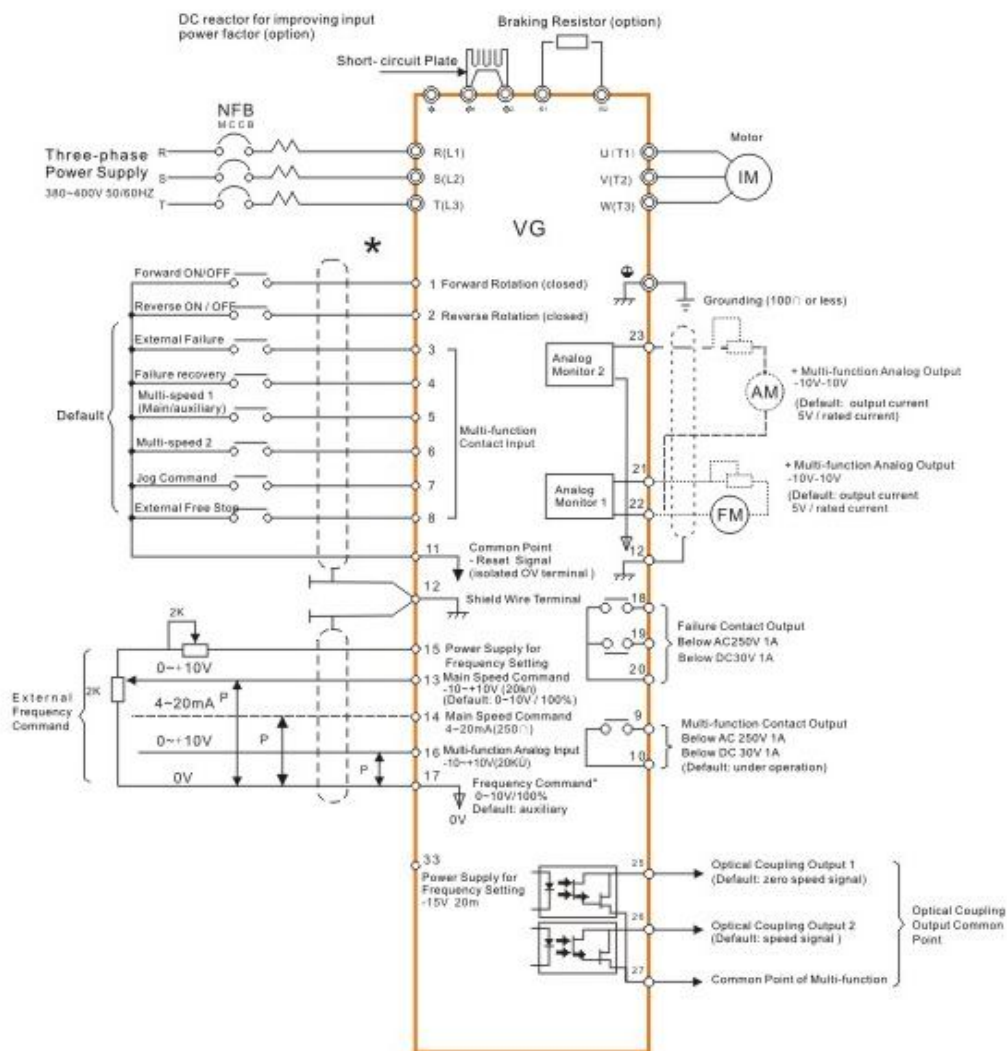 DC reactor for improving input
power factor (option)
Braking Resistor (option)
Short- circuit Plate
NFB
MCCB
Three-phase
Power Supply
380~400V 50/60HZ
R
S
T
R(L1)
S(L2)
T(L3)
U(T1)
V(T2)
W(T3)
Motor
IM
VG
*
Forward ON/OFF
1 Forward Rotation (closed)
Reverse ON / OFF
2 Reverse Rotation (closed)
Default
External Failure
3
Failure recovery
4
Multi-speed 1
(Main/auxiliary)
5
Multi-speed 2
6
Jog Command
7
External Free Stop
8
Multi-function
Contact Input
11
Common Point
- Reset Signal
(isolated OV terminal )
12
Shield Wire Terminal
Grounding (100∩ or less)
23
Analog
Monitor 2
AM
+ Multi-function Analog Output
-10V-10V
(Default: output current
5V / rated current)
21
Analog
Monitor 1
22
FM
+ Multi-function Analog Output
-10V-10V
(Default: output current
5V / rated current
12
18
19
20
Failure Contact Output
Below AC250V 1A
Below DC30V 1A
9
10
Multi-function Contact Output
Below AC 250V 1A
Below DC 30V 1A
(Default: under operation)
External
Frequency
Command
2K
2K
0~+10V
4~20mA
0~+10V
0V
P
P
P
15 Power Supply for
Frequency Setting
13 Main Speed Command
-10~+10V (20kn)
(Default: 0~10V / 100%)
14 Main Speed Command
4~20mA(250∩)
16 Multi-function Analog Input
-10~+10V(20KU)
17
Frequency Command*
0~10V/100%
Default: auxiliary
0V
33
Power Supply for
Frequency Setting
-15V 20m
25
Optical Coupling Output 1
(Default: zero speed signal)
26
Optical Coupling Output 2
(Default: speed signal )
27
Common Point of Multi-function
Optical Coupling
Output Common
Point